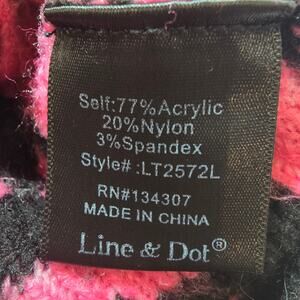 Self:77%Acrylic
20%Nylon
3%Spandex
Style#:LT2572L
RN#134307
MADE IN CHINA
Line & Dot®